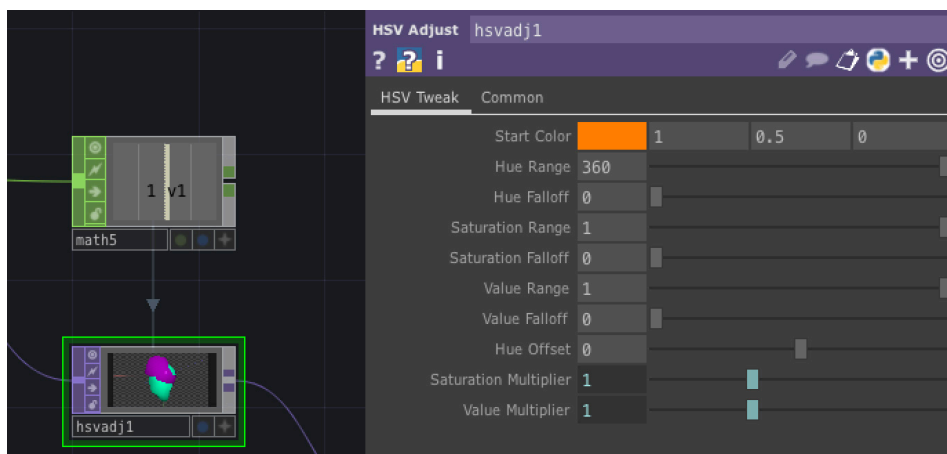 HSV Adjust hsvadj1
? ? i
HSV Tweak Common
Start Color 1 0.5 0
Hue Range 360
Hue Falloff 0
Saturation Range 1
Saturation Falloff 0
Value Range 1
Value Falloff 0
Hue Offset 0
Saturation Multiplier 1
Value Multiplier 1
1 v1
math5
hsvadj1